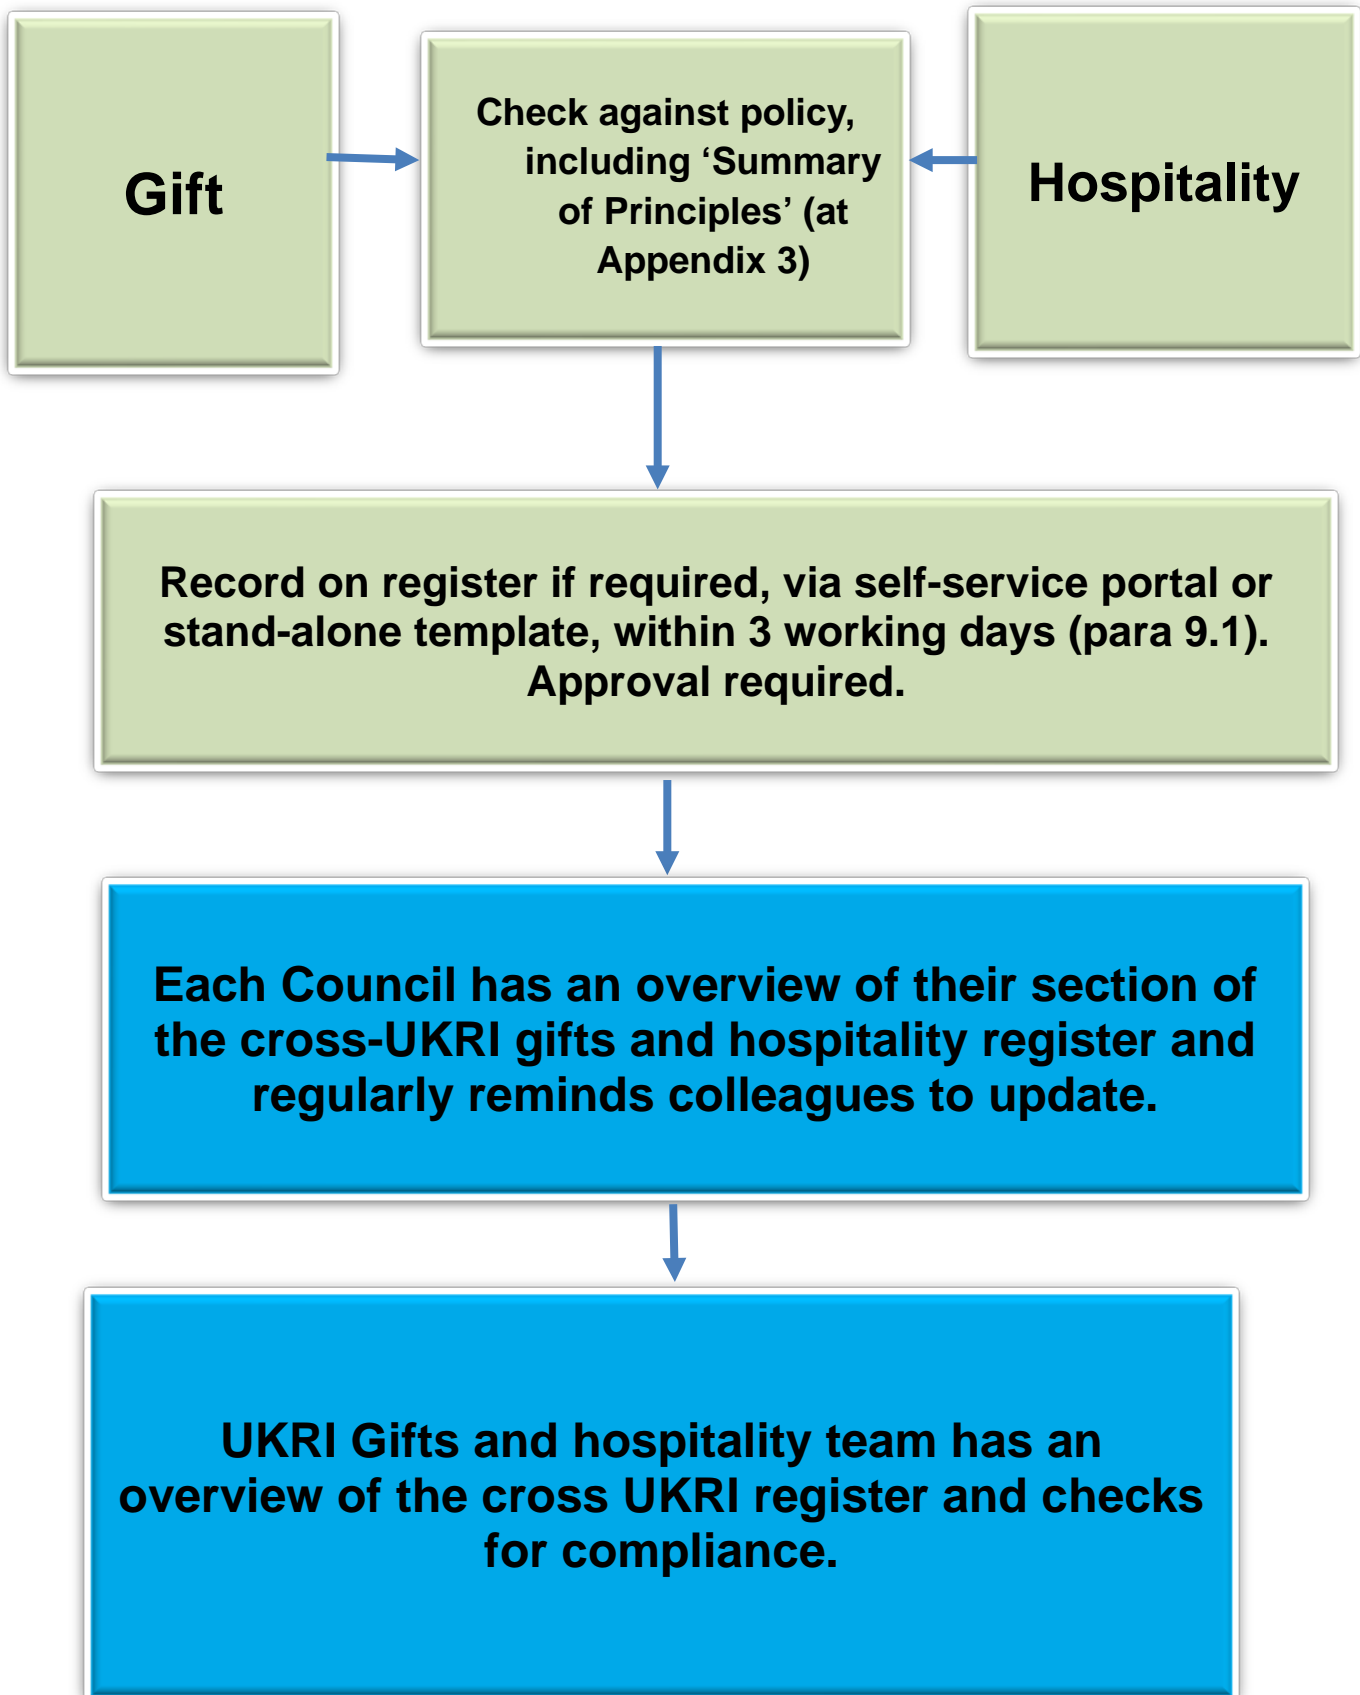 Gift
Check against policy,
including ‘Summary
of Principles’ (at
Appendix 3)
Hospitality
Record on register if required, via self-service portal or
stand-alone template, within 3 working days (para 9.1).
Approval required.
Each Council has an overview of their section of
the cross-UKRI gifts and hospitality register and
regularly reminds colleagues to update.
UKRI Gifts and hospitality team has an
overview of the cross UKRI register and checks
for compliance.